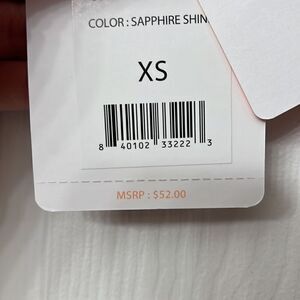 COLOR : SAPPHIRE SHIN
XS
8 40102 33222 3
MSRP : $52.00